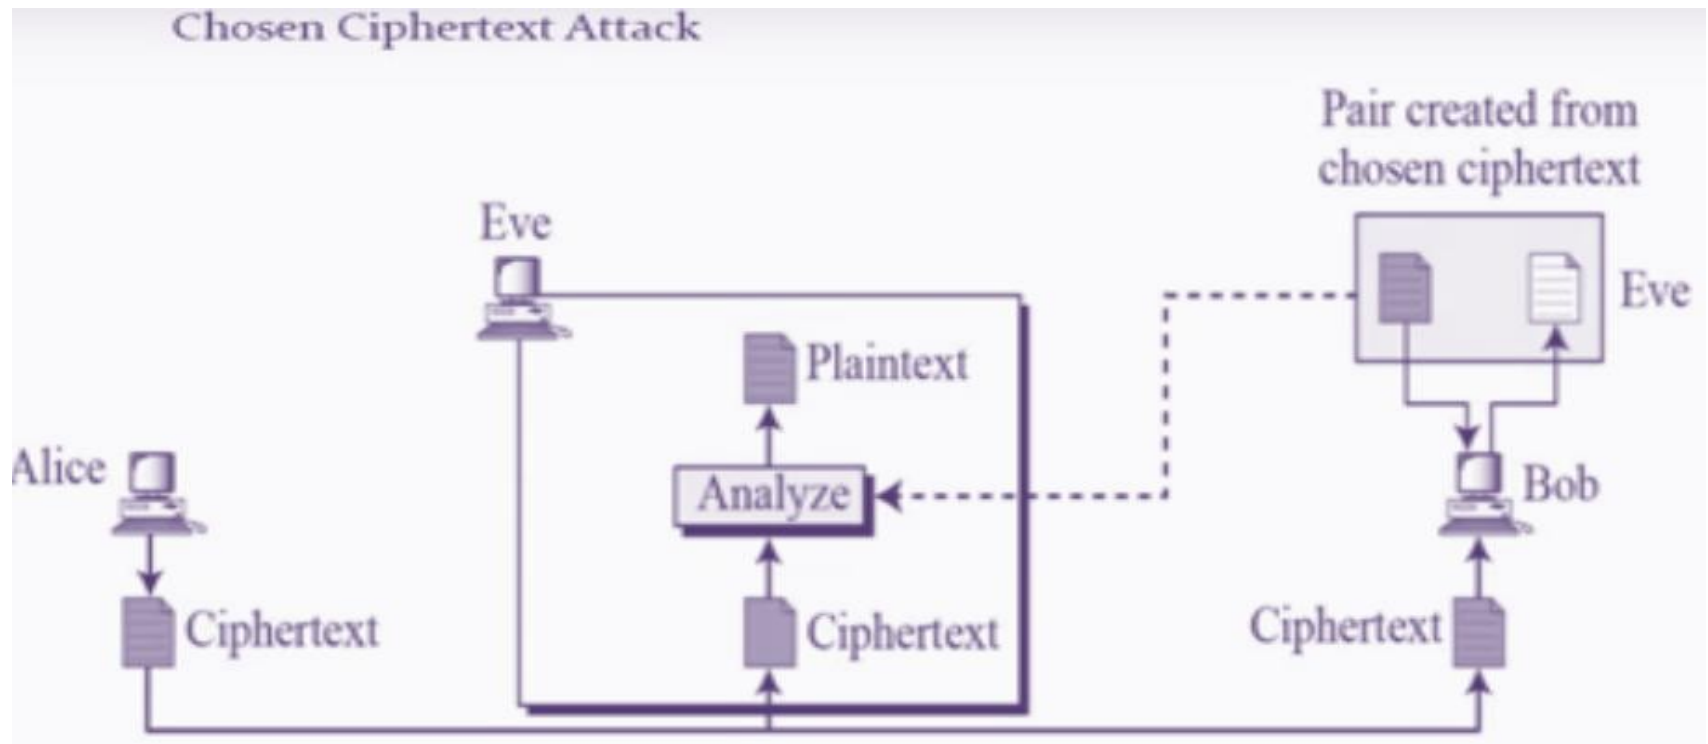 Chosen Ciphertext Attack
Pair created from
chosen ciphertext
Eve
Eve
Plaintext
Alice
Analyze
Bob
Ciphertext
Ciphertext
Ciphertext